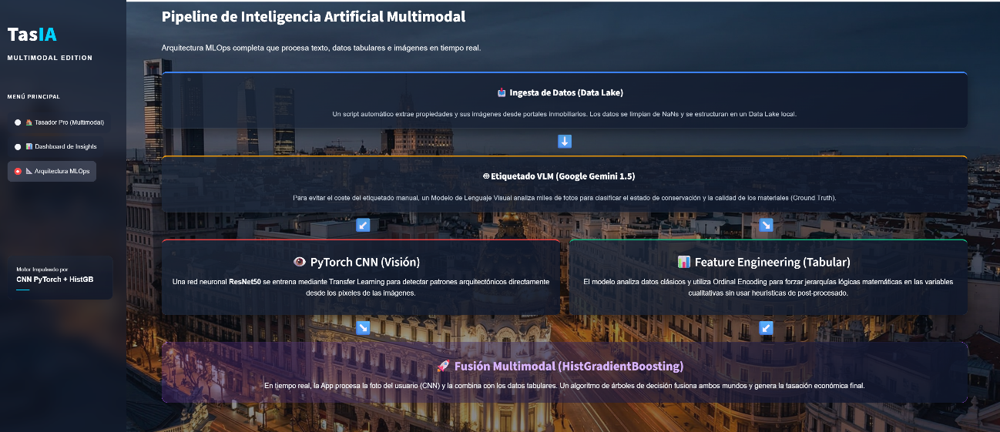 TasIA
MULTIMODAL EDITION
MENÚ PRINCIPAL
Tasador Pro (Multimodal)
Dashboard de Insights
Arquitectura MLOps
Motor Impulsado por
CNN PyTorch + HistGB
Pipeline de Inteligencia Artificial Multimodal
Arquitectura MLOps completa que procesa texto, datos tabulares e imágenes en tiempo real.
Ingesta de Datos (Data Lake)
Un script automático extrae propiedades y sus imágenes desde portales inmobiliarios. Los datos se limpian de NaNs y se estructuran en un Data Lake local.
Etiquetado VLM (Google Gemini 1.5)
Para evitar el coste del etiquetado manual, un Modelo de Lenguaje Visual analiza miles de fotos para clasificar el estado de conservación y la calidad de los materiales (Ground Truth).
PyTorch CNN (Visión)
Una red neuronal ResNet50 se entrena mediante Transfer Learning para detectar patrones arquitectónicos directamente
desde los píxeles de las imágenes.
Feature Engineering (Tabular)
El modelo analiza datos clásicos y utiliza Ordinal Encoding para forzar jerarquías lógicas matemáticas en las variables
cualitativas sin usar heurísticas de post-procesado.
Fusión Multimodal (HistGradientBoosting)
En tiempo real, la App procesa la foto del usuario (CNN) y la combina con los datos tabulares. Un algoritmo de árboles de decisión fusiona ambos mundos y genera la tasación económica final.